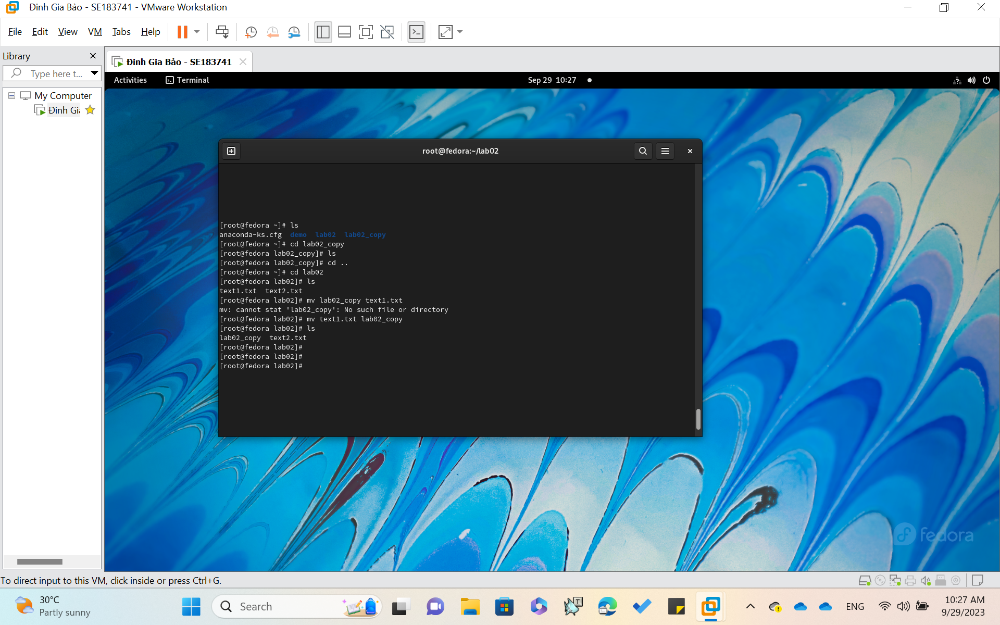 Đinh Gia Bảo - SE183741 - VMware Workstation
File Edit View VM Tabs Help
Library
Type here t...
My Computer
Đinh Gi
Đinh Gia Bảo - SE183741
Activities Terminal Sep 29 10:27
root@fedora:~/lab02
[root@fedora ~]# ls
anaconda-ks.cfg  demo  lab02  lab02_copy
[root@fedora ~]# cd lab02_copy
[root@fedora lab02_copy]# ls
[root@fedora lab02_copy]# cd ..
[root@fedora ~]# cd lab02
[root@fedora lab02]# ls
text1.txt  text2.txt
[root@fedora lab02]# mv lab02_copy text1.txt
mv: cannot stat 'lab02_copy': No such file or directory
[root@fedora lab02]# mv text1.txt lab02_copy
[root@fedora lab02]# ls
lab02_copy  text2.txt
[root@fedora lab02]#
[root@fedora lab02]#
[root@fedora lab02]#
fedora
To direct input to this VM, click inside or press Ctrl+G.
30°C
Partly sunny
Search
ENG
10:27 AM
9/29/2023